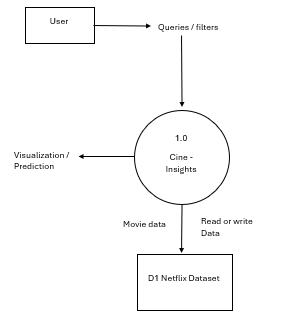 User
Queries / filters
1.0
Cine -
Insights
Visualization /
Prediction
Movie data
Read or write
Data
D1 Netflix Dataset